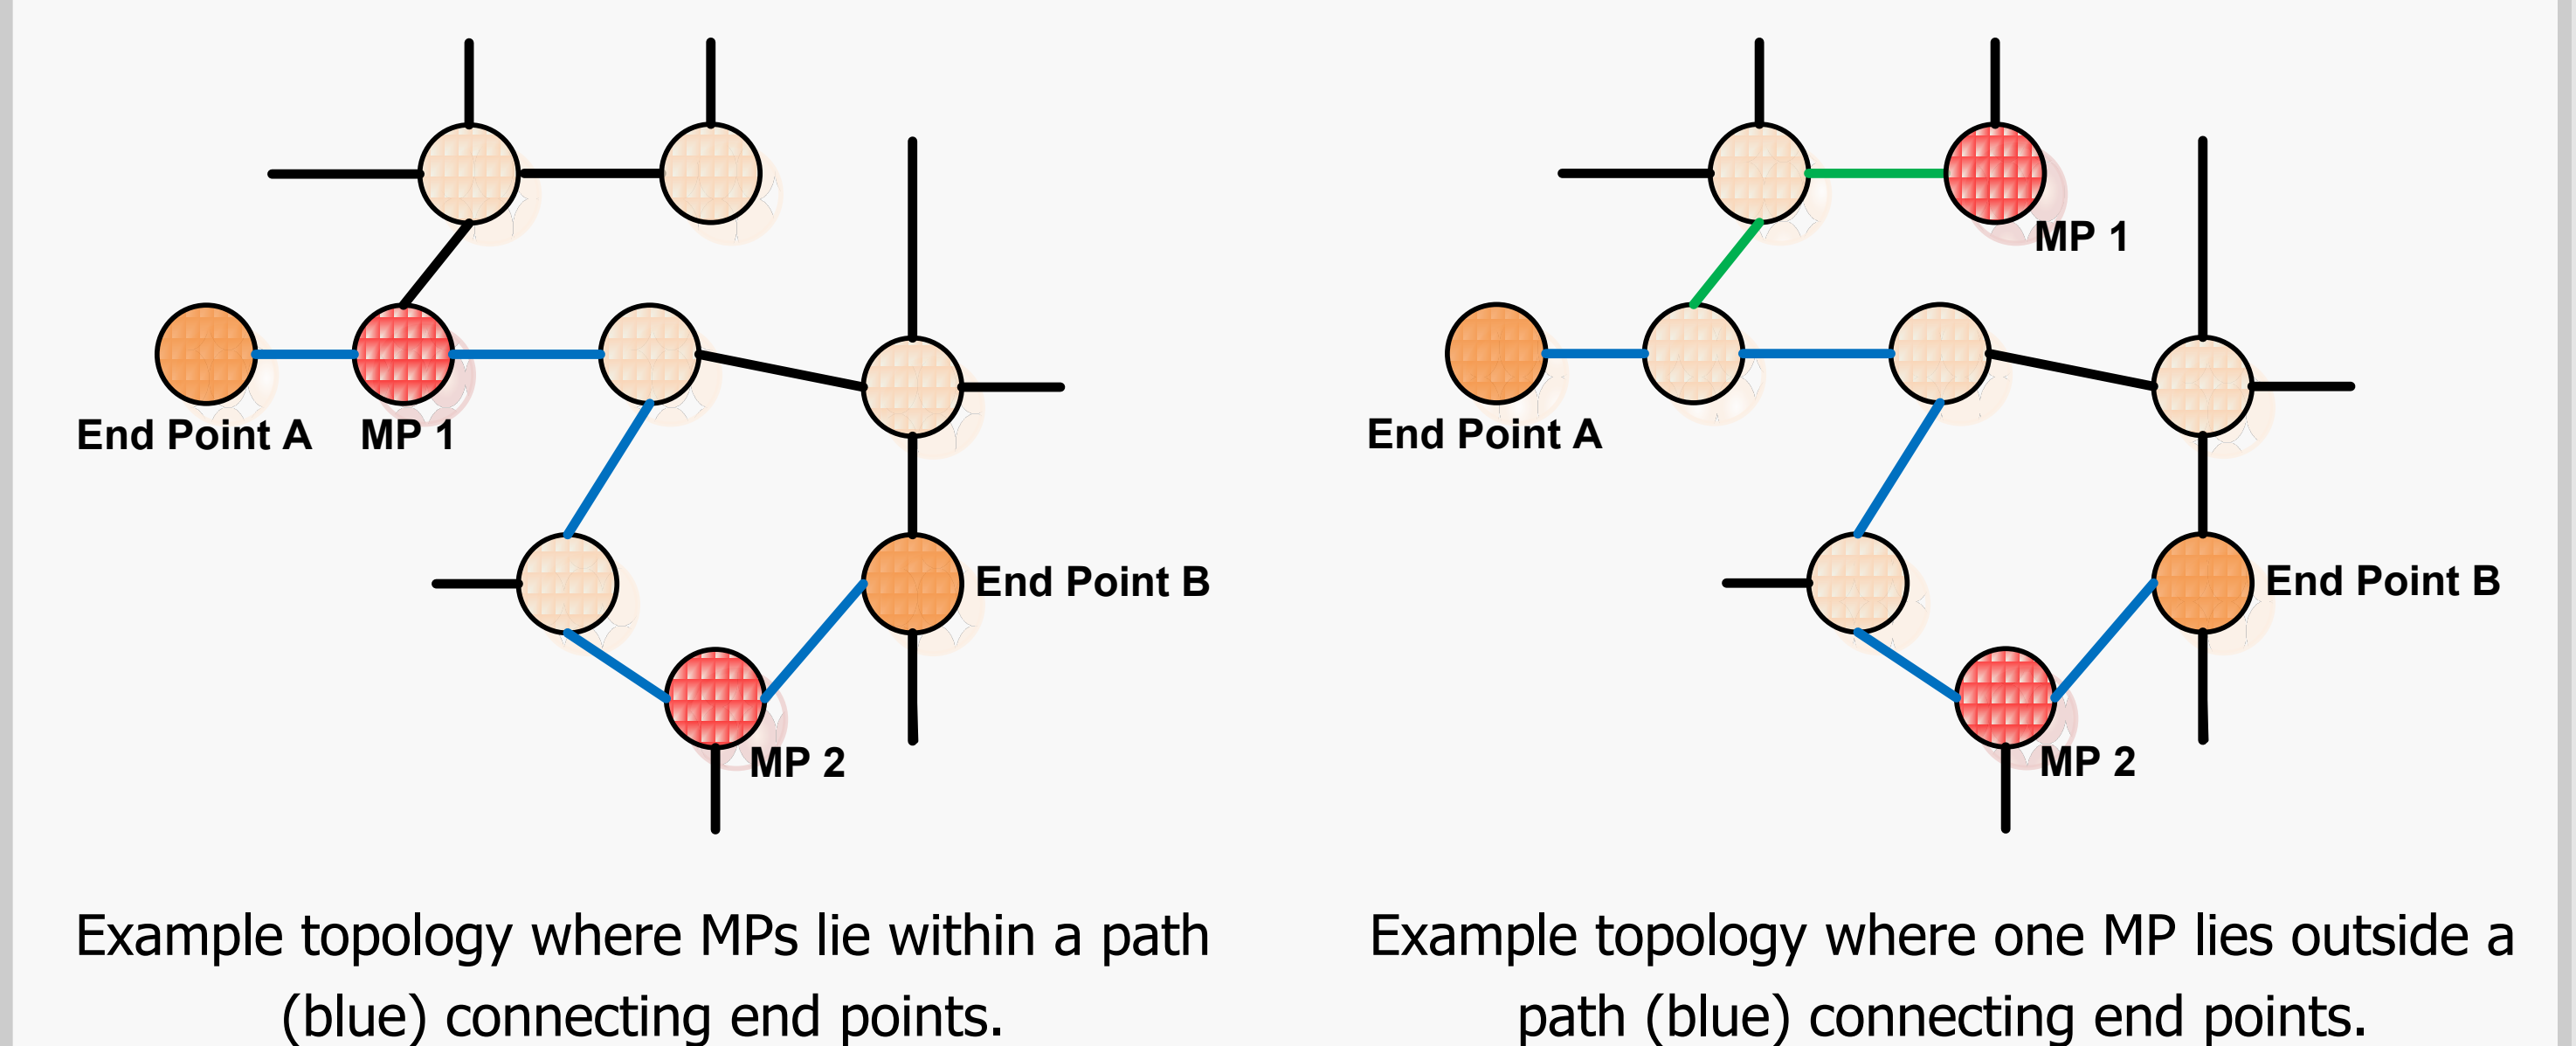 End Point A
MP 1
End Point B
MP 2
Example topology where MPs lie within a path
(blue) connecting end points.
MP 1
End Point A
End Point B
MP 2
Example topology where one MP lies outside a
path (blue) connecting end points.